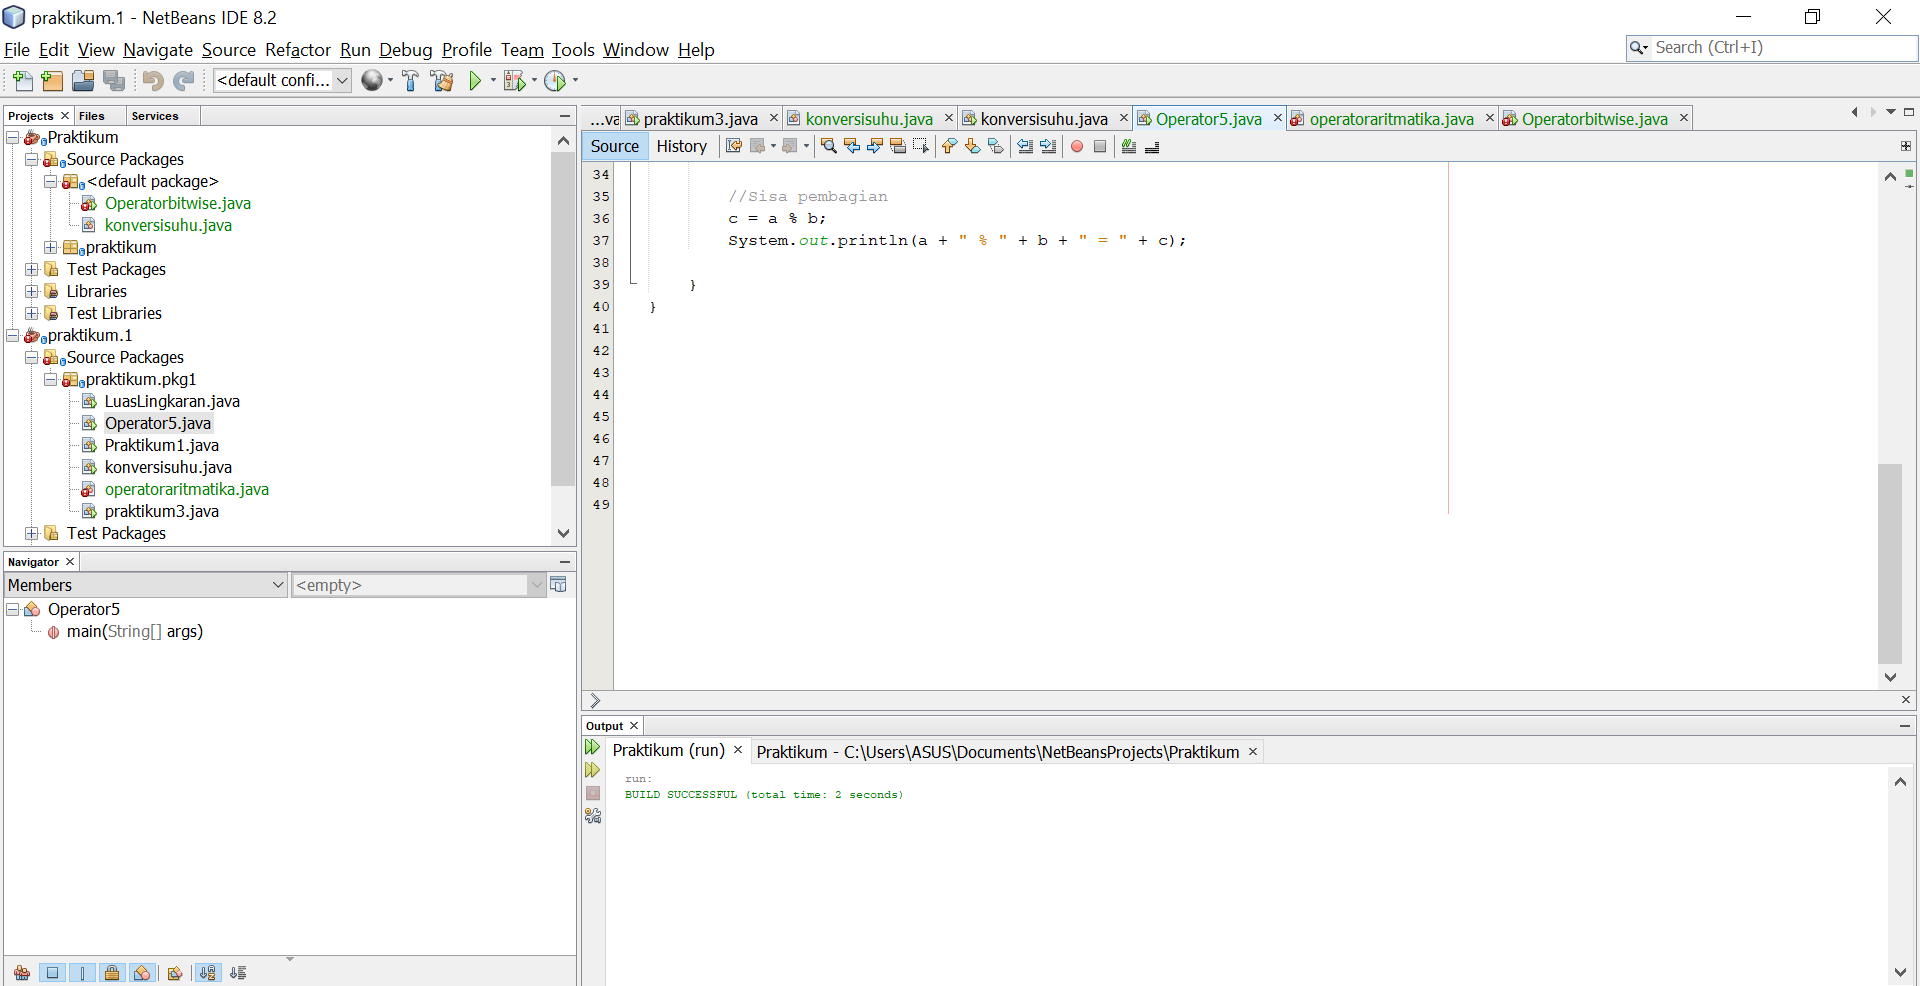 praktikum.1 - NetBeans IDE 8.2
File Edit View Navigate Source Refactor Run Debug Profile Team Tools Window Help
Search (Ctrl+I)
<default confi...
Projects Files Services
Praktikum
Source Packages
<default package>
Operatorbitwise.java
konversisuhu.java
praktikum
Test Packages
Libraries
Test Libraries
praktikum.1
Source Packages
praktikum.pkg1
LuasLingkaran.java
Operator5.java
Praktikum1.java
konversisuhu.java
operatoraritmatika.java
praktikum3.java
Test Packages
Navigator
Members
<empty>
Operator5
main(String[] args)
...va praktikum3.java konversisuhu.java konversisuhu.java Operator5.java operatoraritmatika.java Operatorbitwise.java
Source History
34
35 //Sisa pembagian
36 c = a % b;
37 System.out.println(a + " % " + b + " = " + c);
38
39 }
40 }
41
42
43
44
45
46
47
48
49
Output
Praktikum (run) Praktikum - C:\Users\ASUS\Documents\NetBeansProjects\Praktikum
run:
BUILD SUCCESSFUL (total time: 2 seconds)